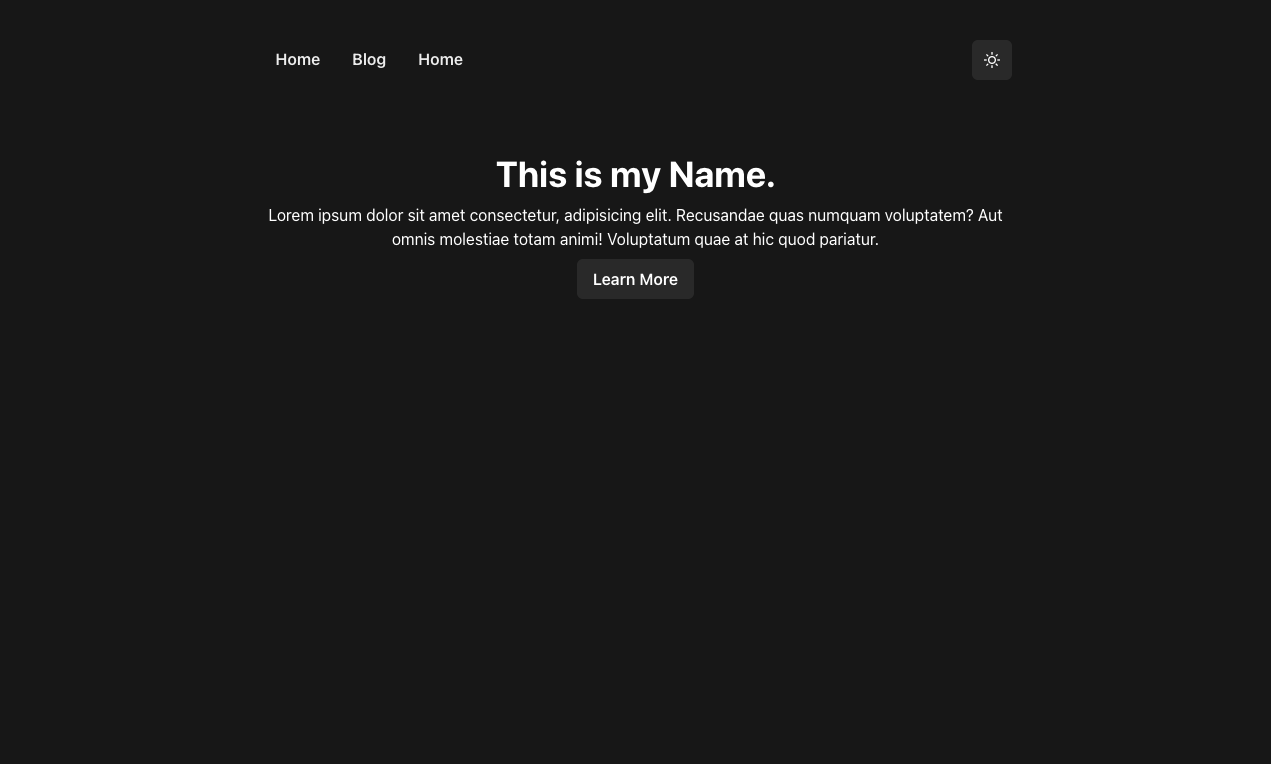 Home Blog Home
This is my Name.
Lorem ipsum dolor sit amet consectetur, adipisicing elit. Recusandae quas numquam voluptatem? Aut
omnis molestiae totam animi! Voluptatum quae at hic quod pariatur.
Learn More